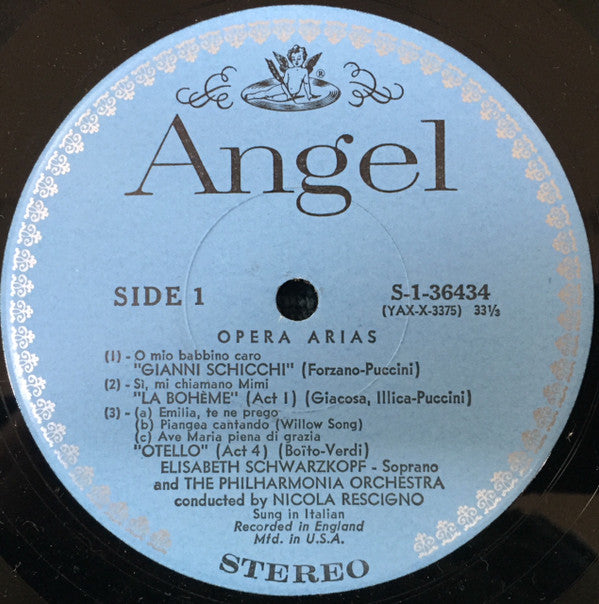 ®
Angel
SIDE 1
S-1-36434
(YAX-X-3375) 33⅓
OPERA ARIAS
(1) - O mio babbino caro
"GIANNI SCHICCHI" (Forzano-Puccini)
(2) - Sì, mi chiamano Mimi
"LA BOHÈME" (Act 1) (Giacosa, Illica-Puccini)
(3) - (a) Emilia, te ne prego
(b) Piangea cantando (Willow Song)
(c) Ave Maria piena di grazia
"OTELLO" (Act 4) (Boïto-Verdi)
ELISABETH SCHWARZKOPF - Soprano
and THE PHILHARMONIA ORCHESTRA
conducted by NICOLA RESCIGNO
Sung in Italian
Recorded in England
Mfd. in U.S.A.
STEREO